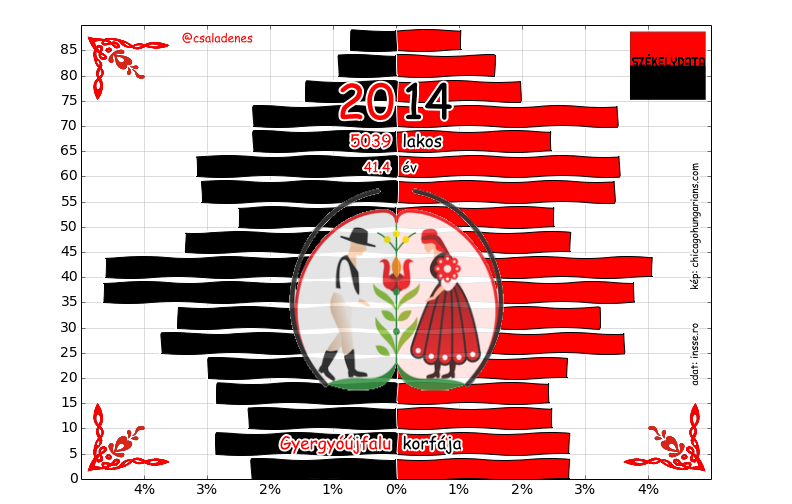 @csaladenes
SZÉKELYDATA
2014
5039 lakos
41.4 év
kép: chicagohungarians.com
adat: insse.ro
Gyergyóújfalu korfája
85
80
75
70
65
60
55
50
45
40
35
30
25
20
15
10
5
0
4% 3% 2% 1% 0% 1% 2% 3% 4%